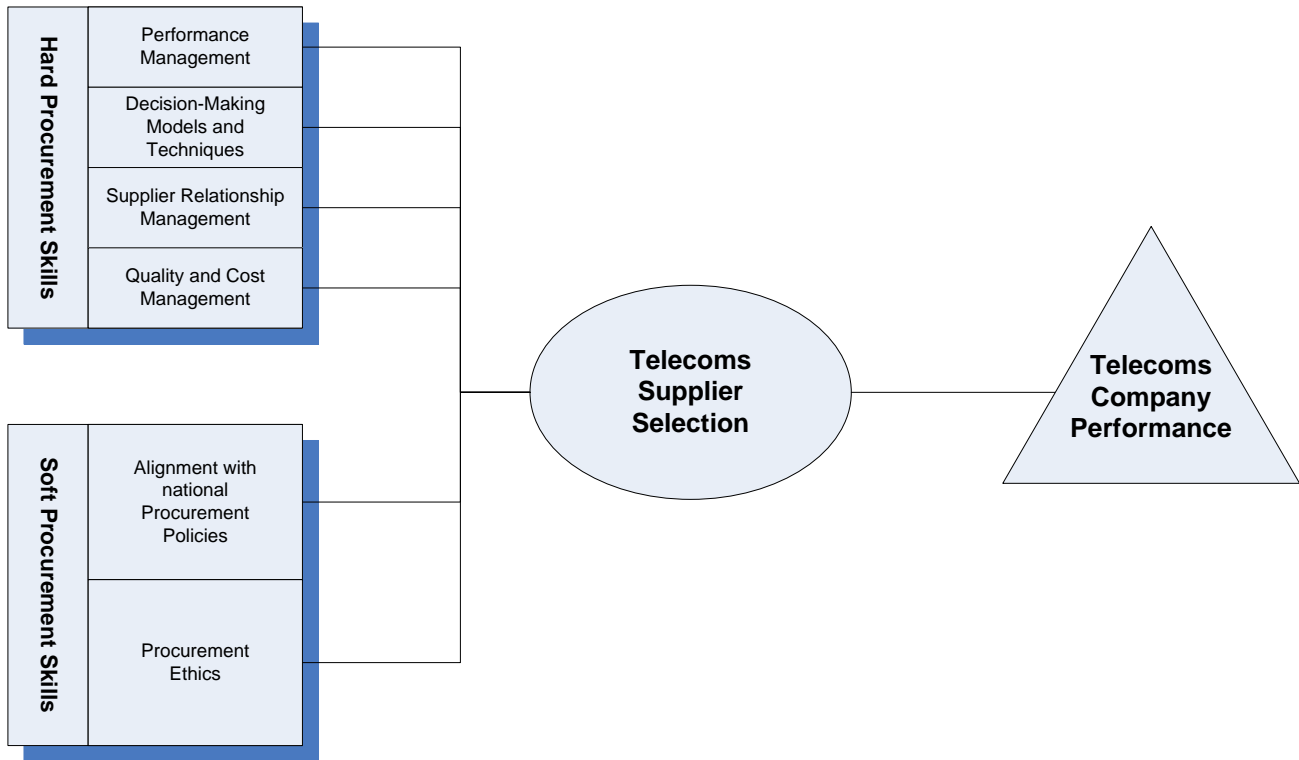 Hard Procurement Skills
Performance
Management
Decision-Making
Models and
Techniques
Supplier Relationship
Management
Quality and Cost
Management
Soft Procurement Skills
Alignment with
national
Procurement
Policies
Procurement
Ethics
Telecoms
Supplier
Selection
Telecoms
Company
Performance